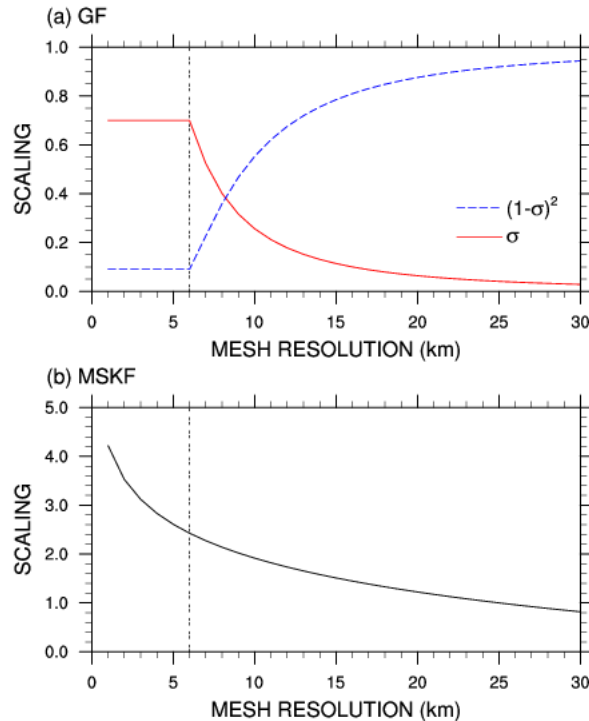 (a) GF
1.0
0.8
0.6
0.4
0.2
0.0
SCALING
(1-σ)²
σ
0 5 10 15 20 25 30
MESH RESOLUTION (km)
(b) MSKF
5.0
4.0
3.0
2.0
1.0
0.0
SCALING
0 5 10 15 20 25 30
MESH RESOLUTION (km)